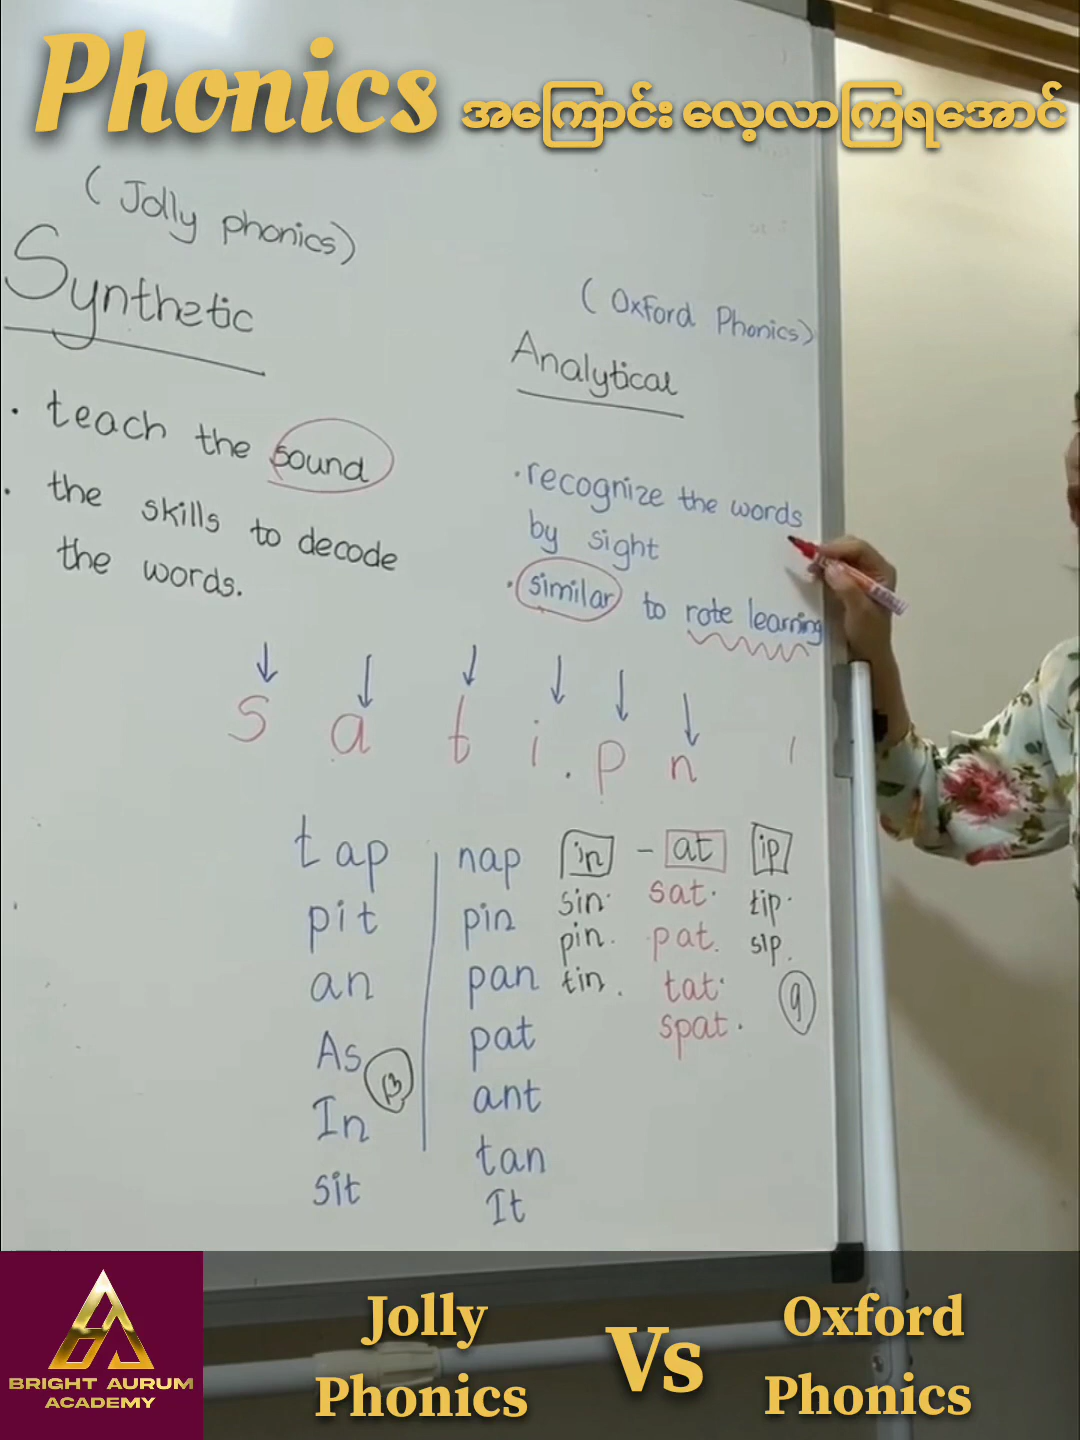 Phonics အကြောင်း လေ့လာကြရအောင်
(Jolly phonics)
Synthetic
• teach the sound
• the skills to decode
the words.
(Oxford Phonics)
Analytical
• recognize the words
by sight
• similar to rote learning
s a t i . p n
tap
pit
an
As
In
sit
13
nap
pin
pan
pat
ant
tan
It
in - at ip
sin.
pin.
tin.
sat.
pat.
tat.
spat.
tip.
sip.
9
BRIGHT AURUM
ACADEMY
Jolly
Phonics
Vs
Oxford
Phonics